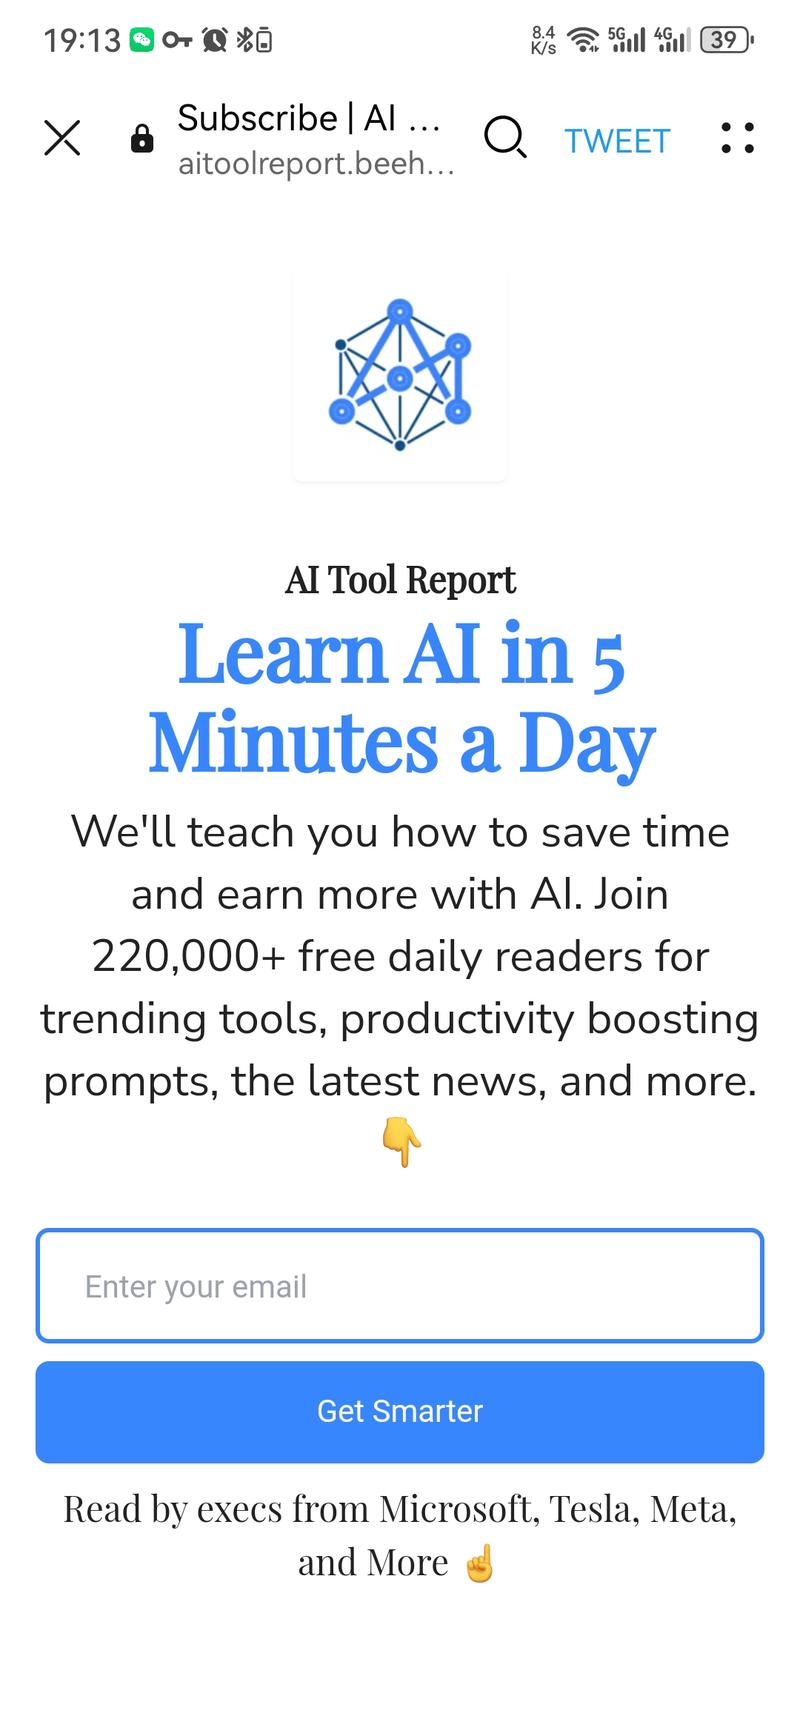 19:13
8.4
K/s
5G
4G
39
Subscribe | AI ...
aitoolreport.beeh...
TWEET
AI Tool Report
Learn AI in 5
Minutes a Day
We'll teach you how to save time
and earn more with AI. Join
220,000+ free daily readers for
trending tools, productivity boosting
prompts, the latest news, and more.
👇
Enter your email
Get Smarter
Read by execs from Microsoft, Tesla, Meta,
and More ☝️